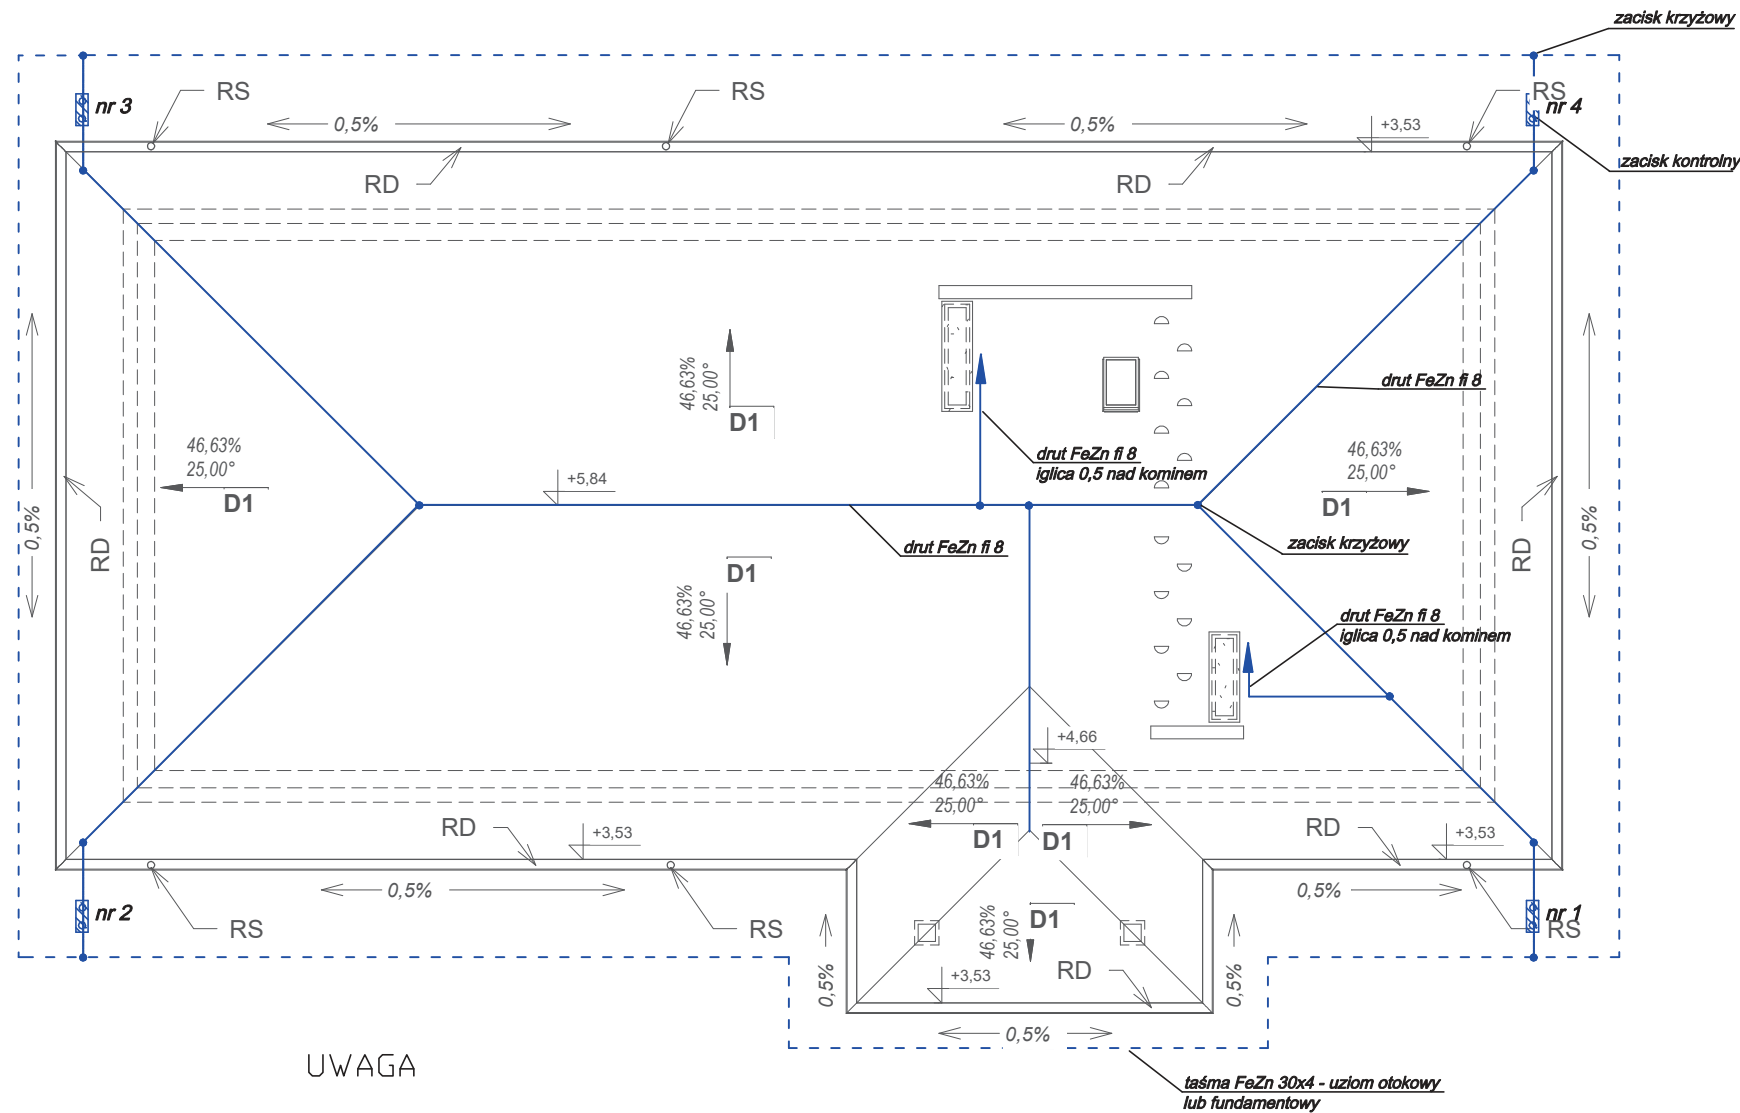 zacisk krzyżowy
RS
RS
RS
nr 3
nr 4
0,5%
0,5%
+3,53
zacisk kontrolny
RD
RD
46,63%
25,00°
D1
drut FeZn fi 8
46,63%
25,00°
D1
drut FeZn fi 8
iglica 0,5 nad kominem
46,63%
25,00°
D1
+5,84
0,5%
RD
drut FeZn fi 8
zacisk krzyżowy
RD
0,5%
D1
46,63%
25,00°
drut FeZn fi 8
iglica 0,5 nad kominem
+4,66
46,63%
25,00°
D1
46,63%
25,00°
D1
RD
+3,53
RD
+3,53
0,5%
0,5%
nr 2
RS
RS
nr 1
RS
D1
46,63%
25,00°
RD
+3,53
0,5%
0,5%
0,5%
UWAGA
taśma FeZn 30x4 - uziom otokowy
lub fundamentowy